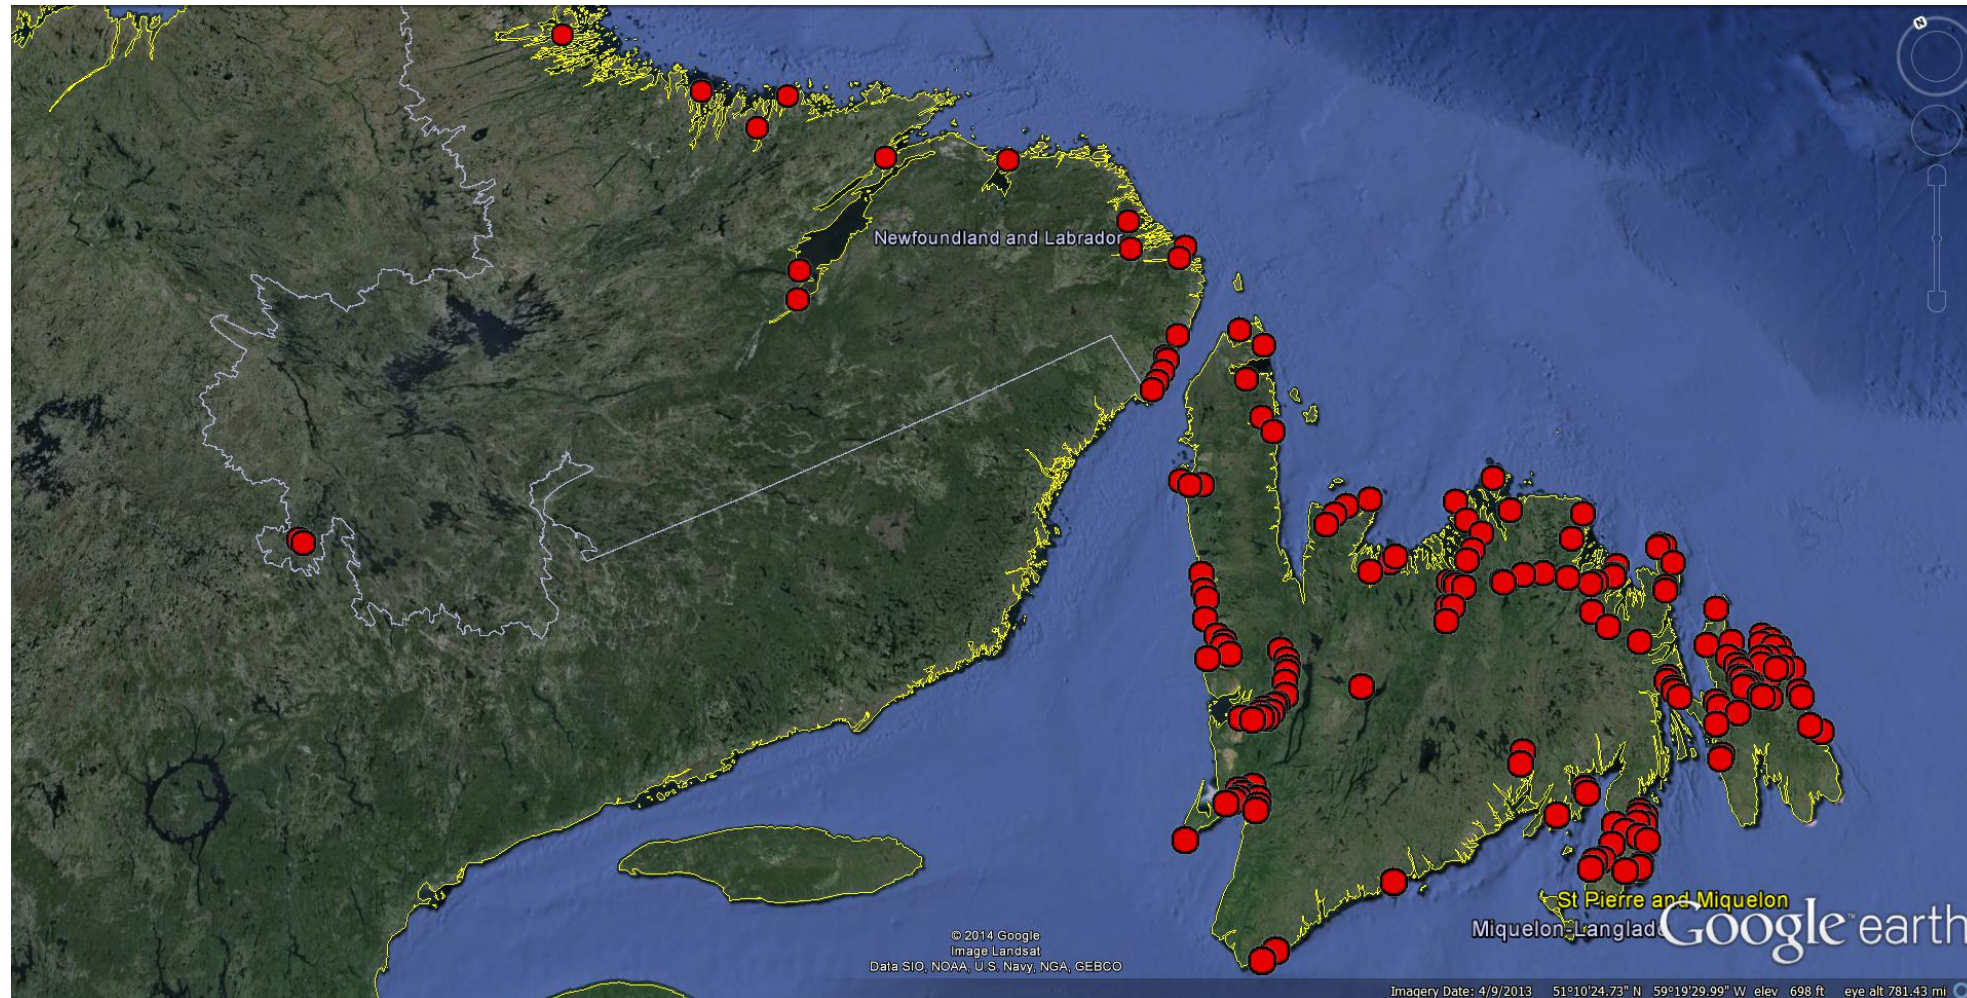 N
Newfoundland and Labrador
St Pierre and Miquelon
Miquelon-Langlade
Google earth
© 2014 Google
Image Landsat
Data SIO, NOAA, U.S. Navy, NGA, GEBCO
Imagery Date: 4/9/2013 51°10'24.73" N 59°19'29.99" W elev 698 ft eye alt 781.43 mi